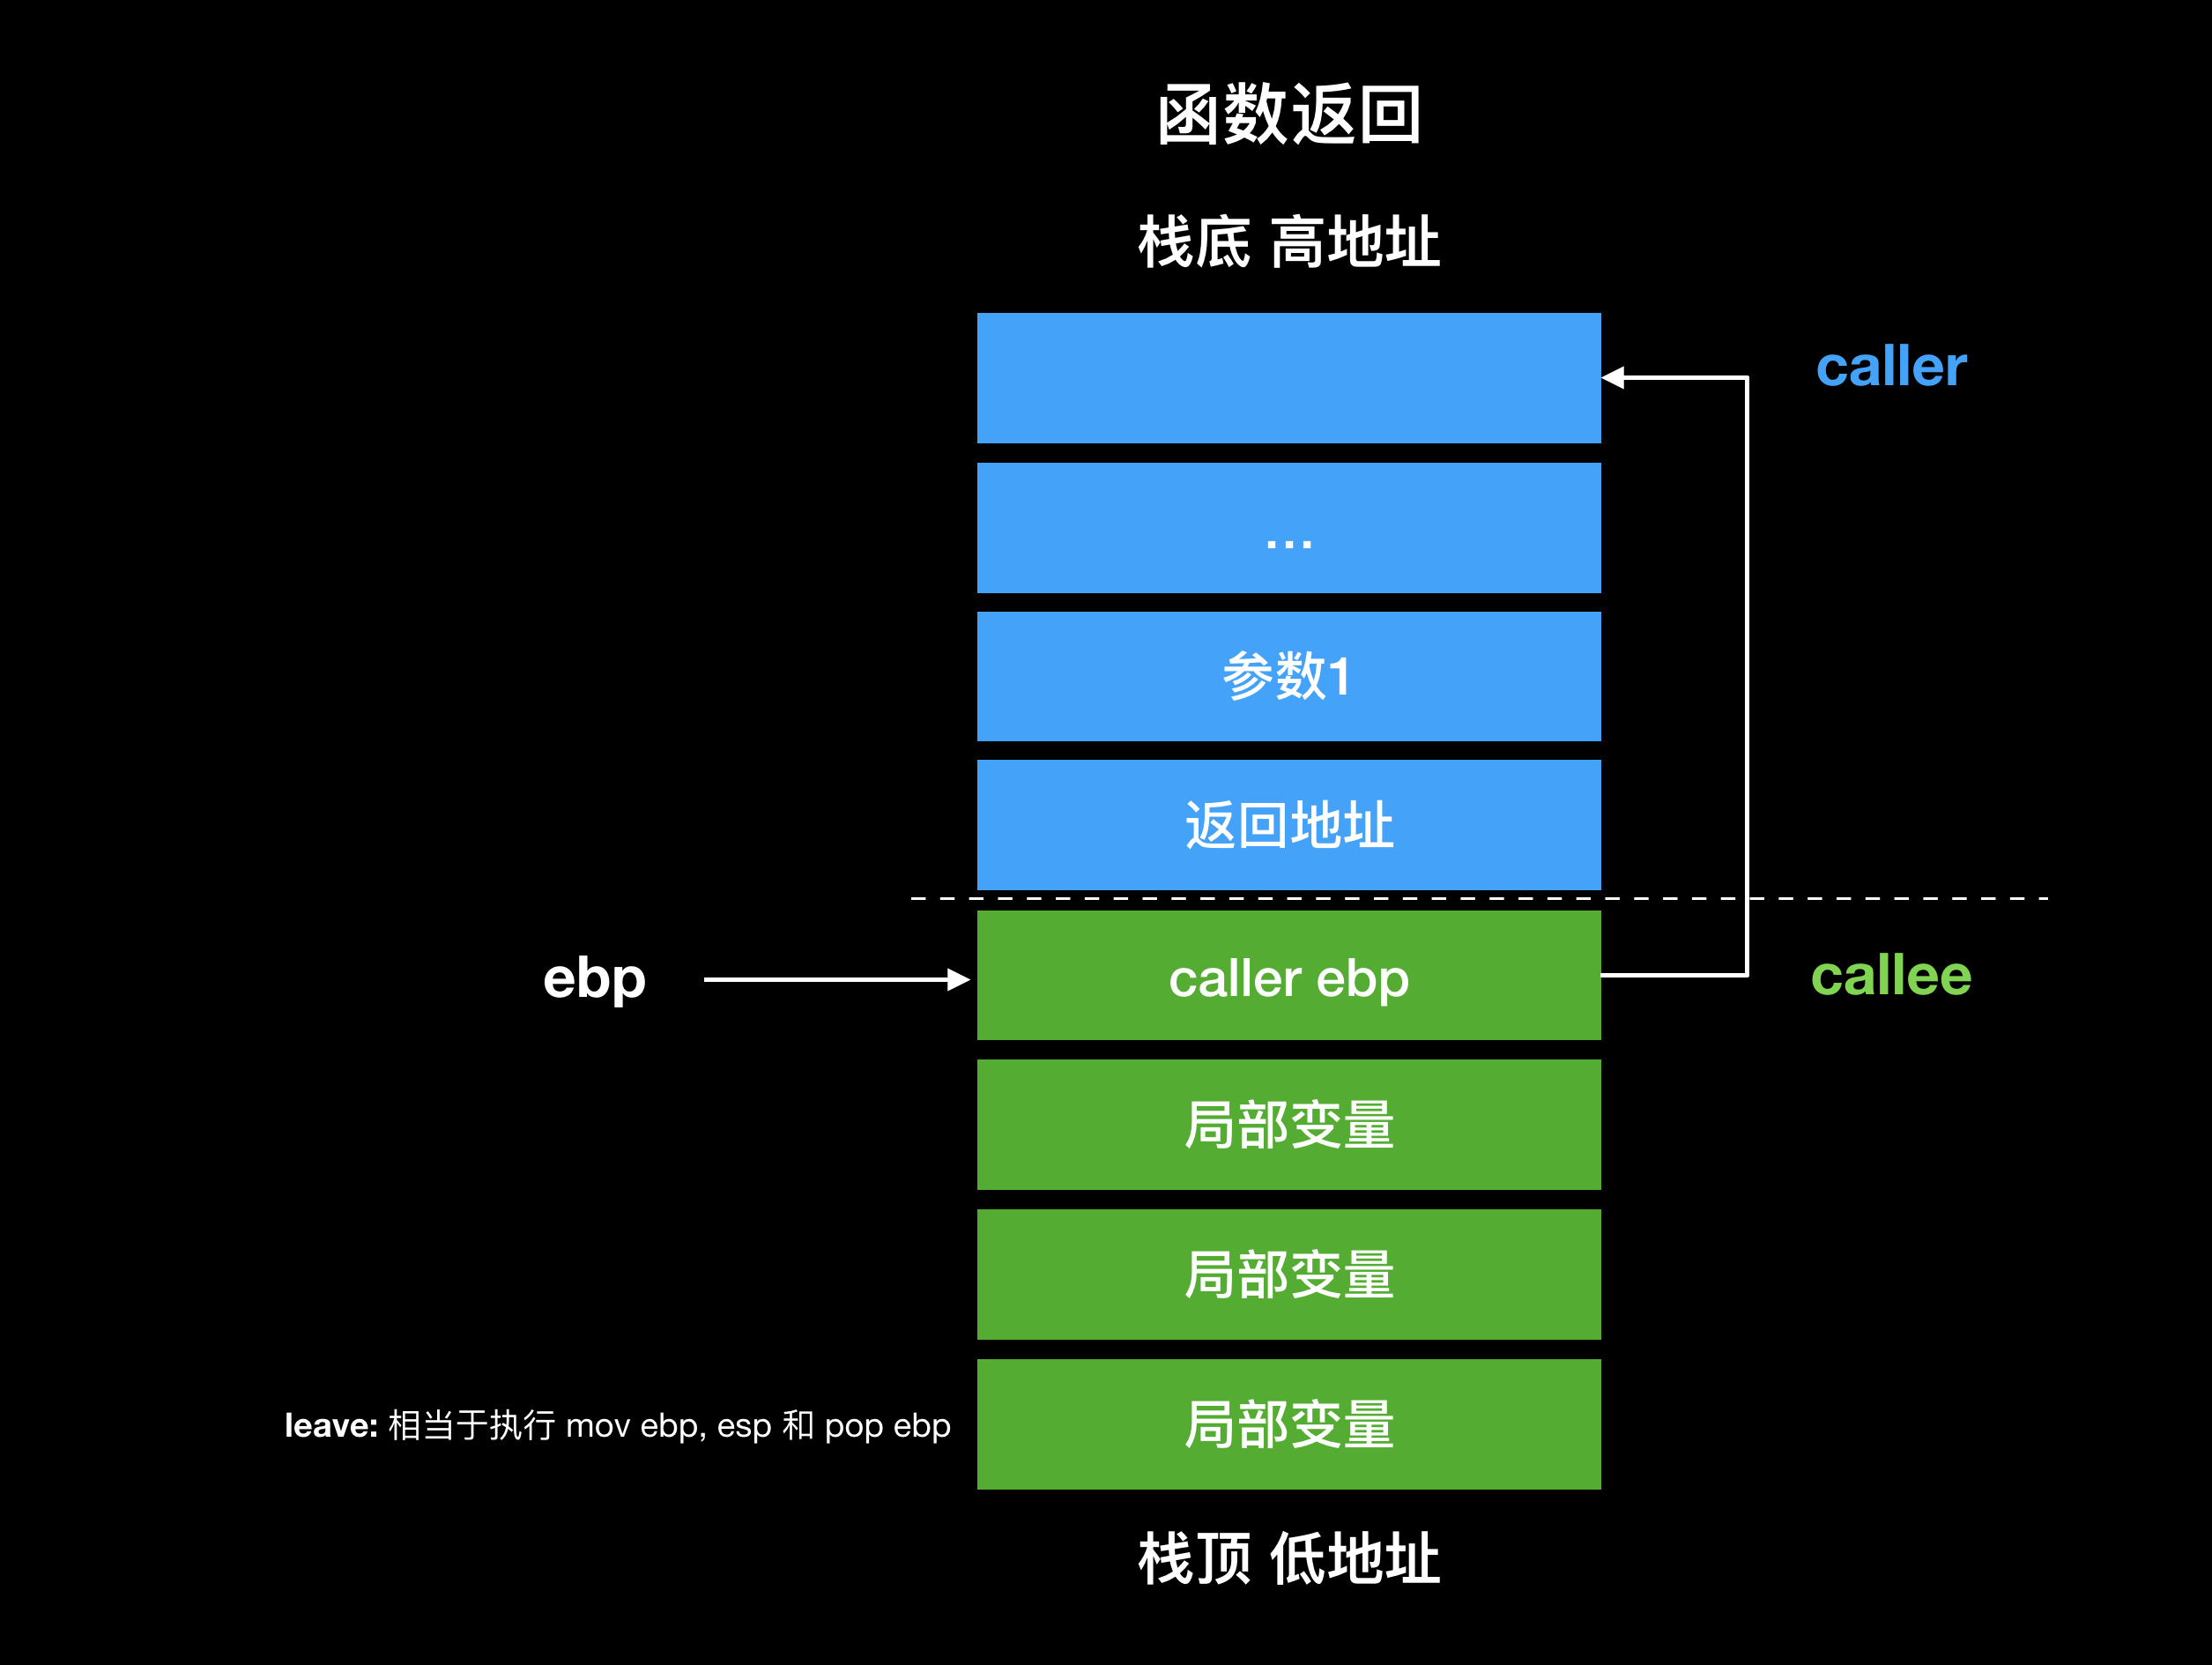 函数返回
栈底 高地址
caller
...
参数1
返回地址
ebp
caller ebp
callee
局部变量
局部变量
leave: 相当于执行 mov ebp, esp 和 pop ebp
局部变量
栈顶 低地址